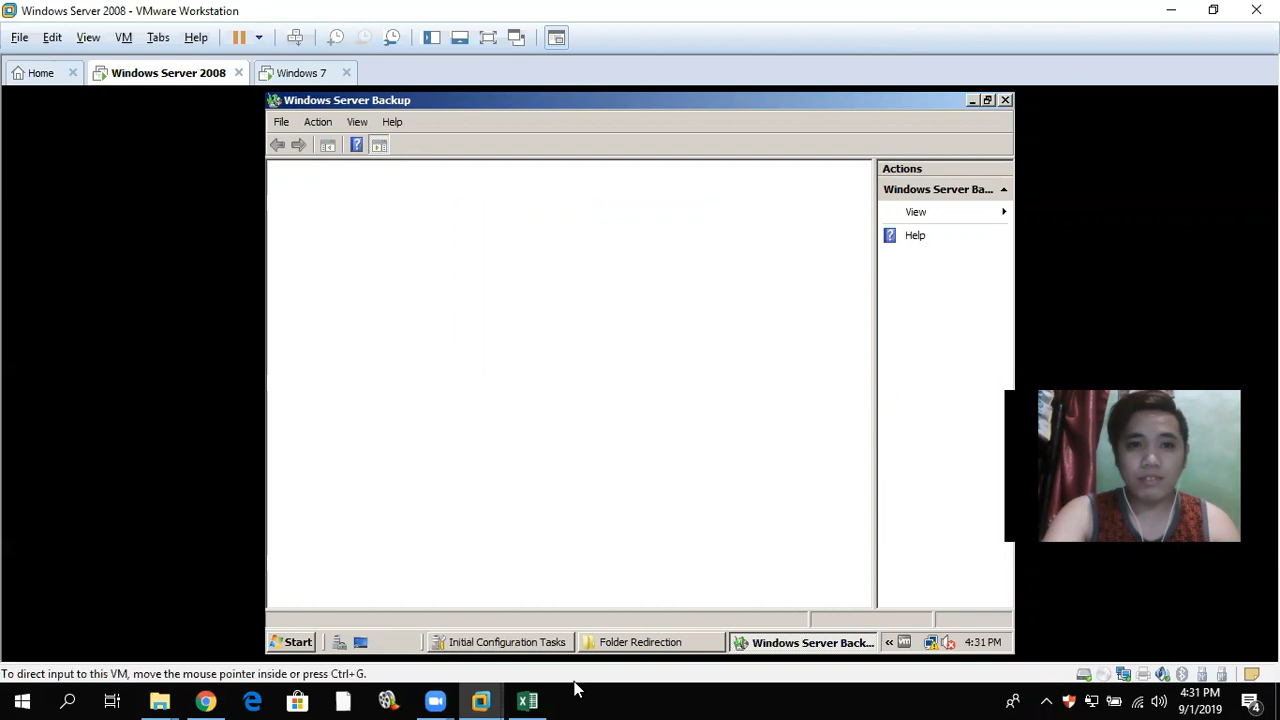 Windows Server 2008 - VMware Workstation
File Edit View VM Tabs Help
Home Windows Server 2008 Windows 7
Windows Server Backup
File Action View Help
Actions
Windows Server Ba...
View
Help
Start Initial Configuration Tasks Folder Redirection Windows Server Back... « 4:31 PM
To direct input to this VM, move the mouse pointer inside or press Ctrl+G.
4:31 PM
9/1/2019
4